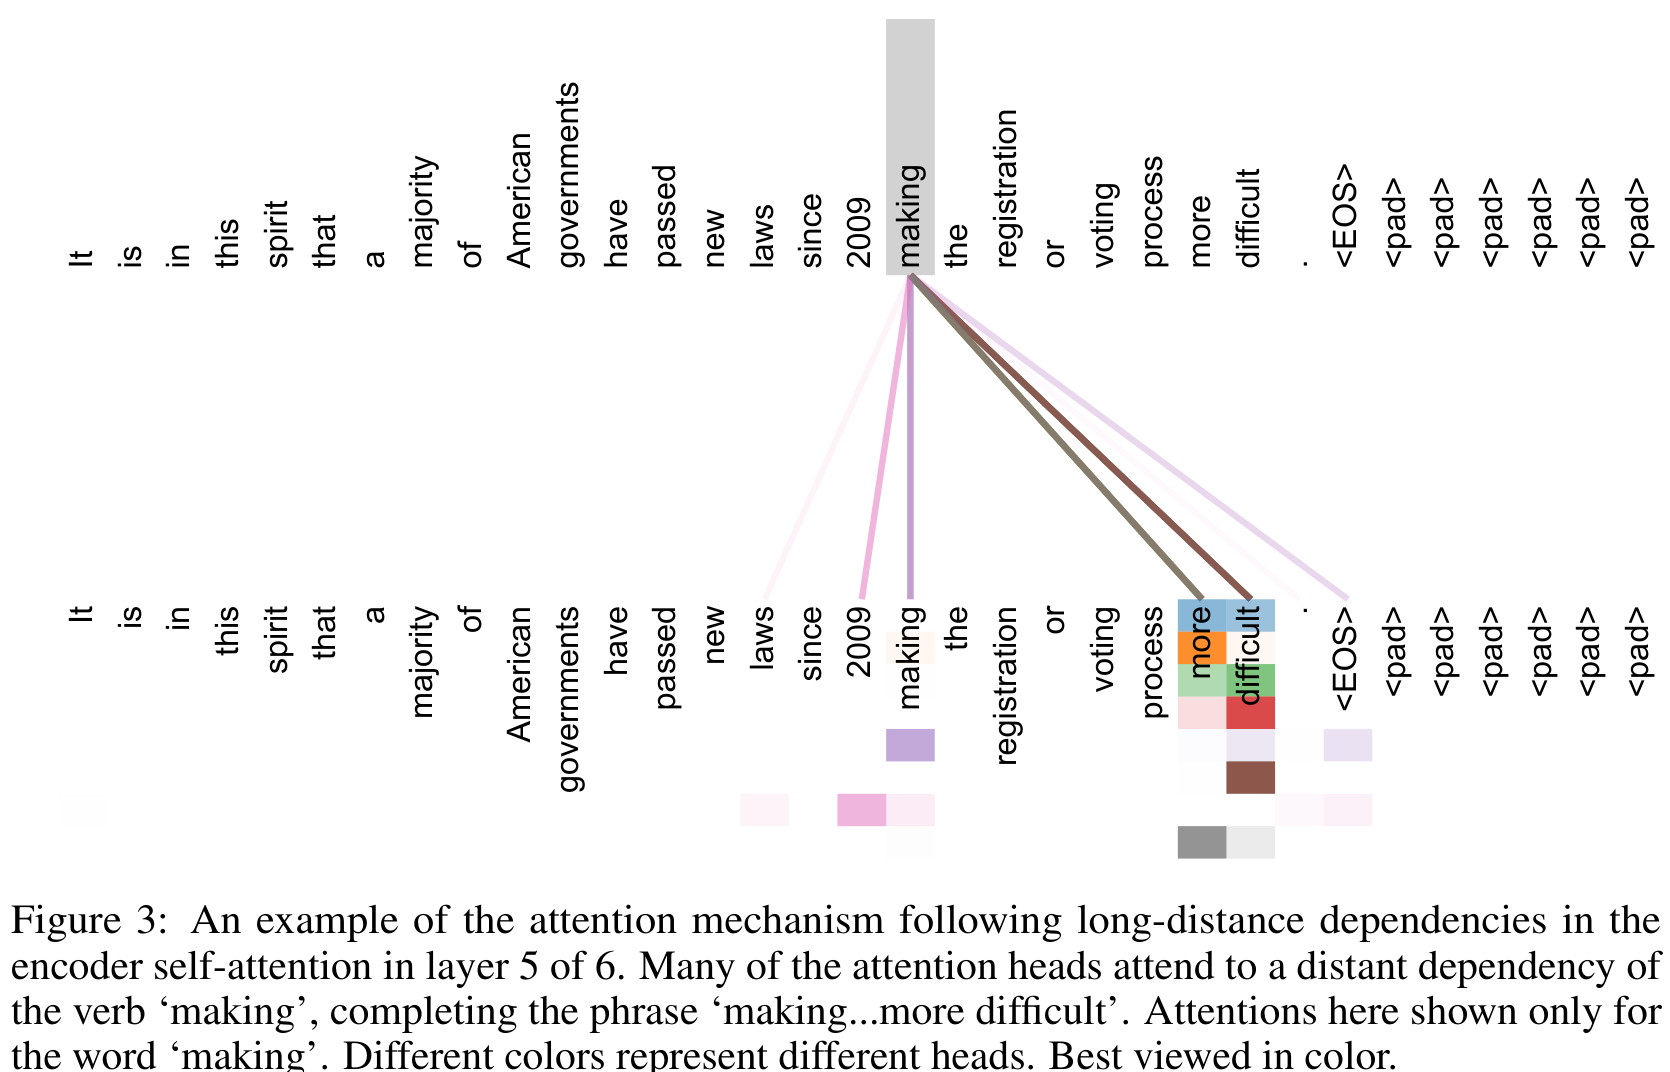 It is in this spirit that a majority of American governments have passed new laws since 2009 making the registration or voting process more difficult . <EOS> <pad> <pad> <pad> <pad> <pad> <pad>
It is in this spirit that a majority of American governments have passed new laws since 2009 making the registration or voting process more difficult . <EOS> <pad> <pad> <pad> <pad> <pad> <pad>
Figure 3: An example of the attention mechanism following long-distance dependencies in the
encoder self-attention in layer 5 of 6. Many of the attention heads attend to a distant dependency of
the verb ‘making’, completing the phrase ‘making...more difficult’. Attentions here shown only for
the word ‘making’. Different colors represent different heads. Best viewed in color.